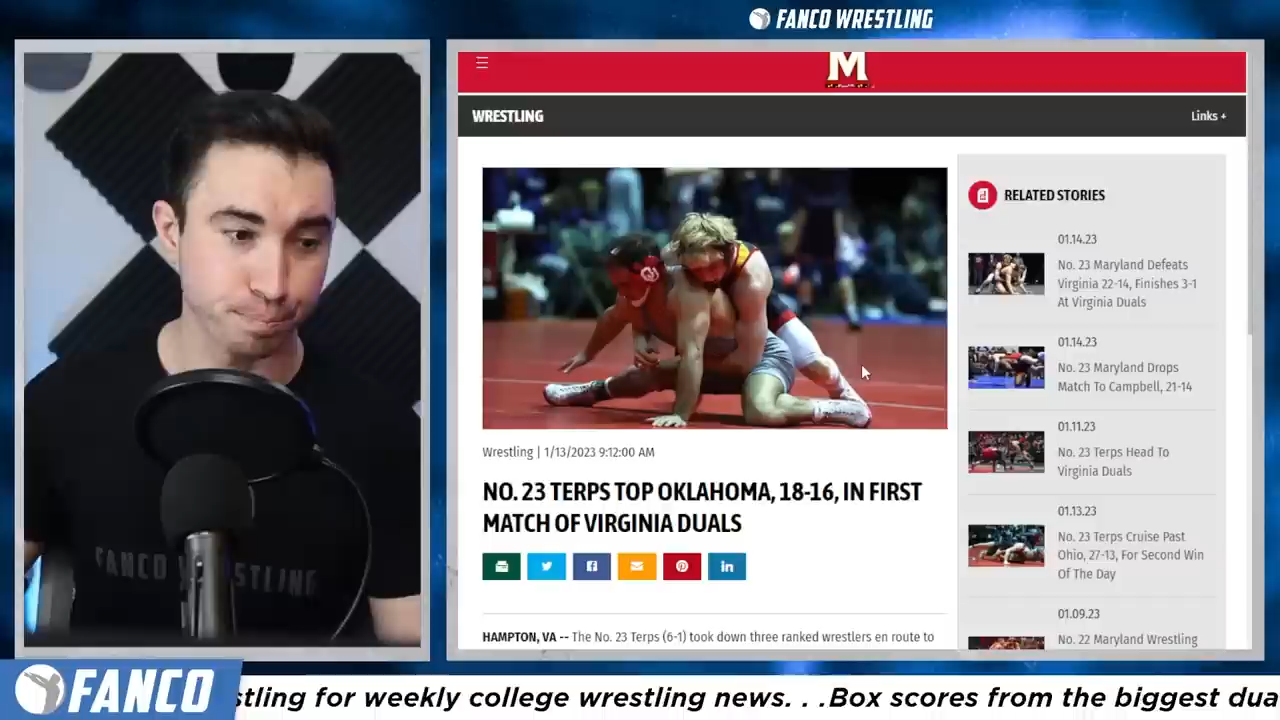 FANCO WRESTLING
☰
M
WRESTLING
Links +
Wrestling | 1/13/2023 9:12:00 AM
NO. 23 TERPS TOP OKLAHOMA, 18-16, IN FIRST
MATCH OF VIRGINIA DUALS
in
HAMPTON, VA -- The No. 23 Terps (6-1) took down three ranked wrestlers en route to
RELATED STORIES
01.14.23
No. 23 Maryland Defeats
Virginia 22-14, Finishes 3-1
At Virginia Duals
01.14.23
No. 23 Maryland Drops
Match To Campbell, 21-14
01.11.23
No. 23 Terps Head To
Virginia Duals
01.13.23
No. 23 Terps Cruise Past
Ohio, 27-13, For Second Win
Of The Day
01.09.23
No. 22 Maryland Wrestling
FANCO
stling for weekly college wrestling news. . .Box scores from the biggest dua